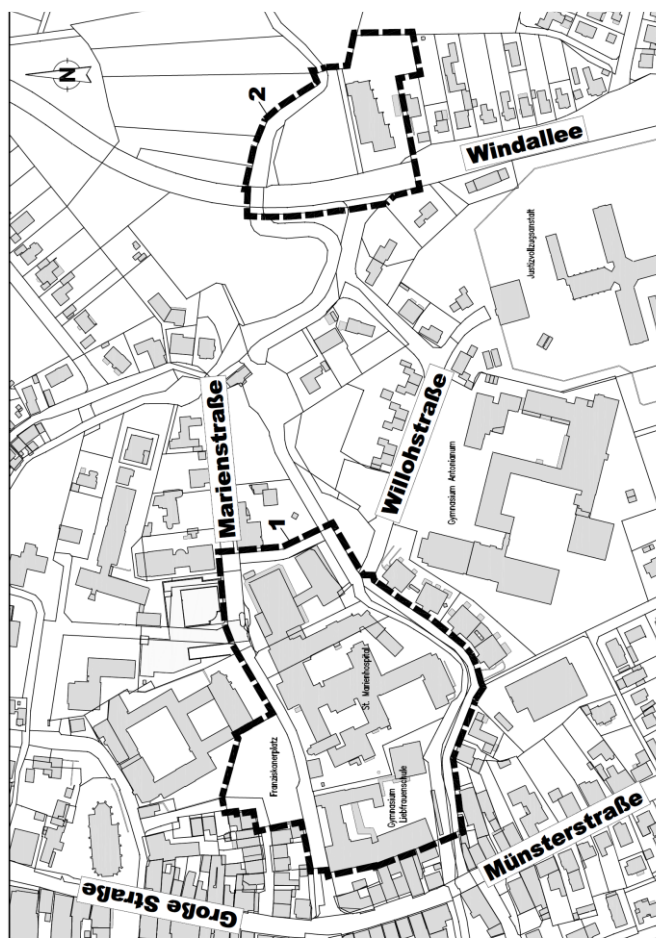 N
2
Windallee
Justizvollzugsanstalt
Marienstraße
Willohstraße
Gymnasium Antonianum
1
St. Marienhospital
Franziskanerplatz
Gymnasium
Liebfrauenschule
Große Straße
Münsterstraße